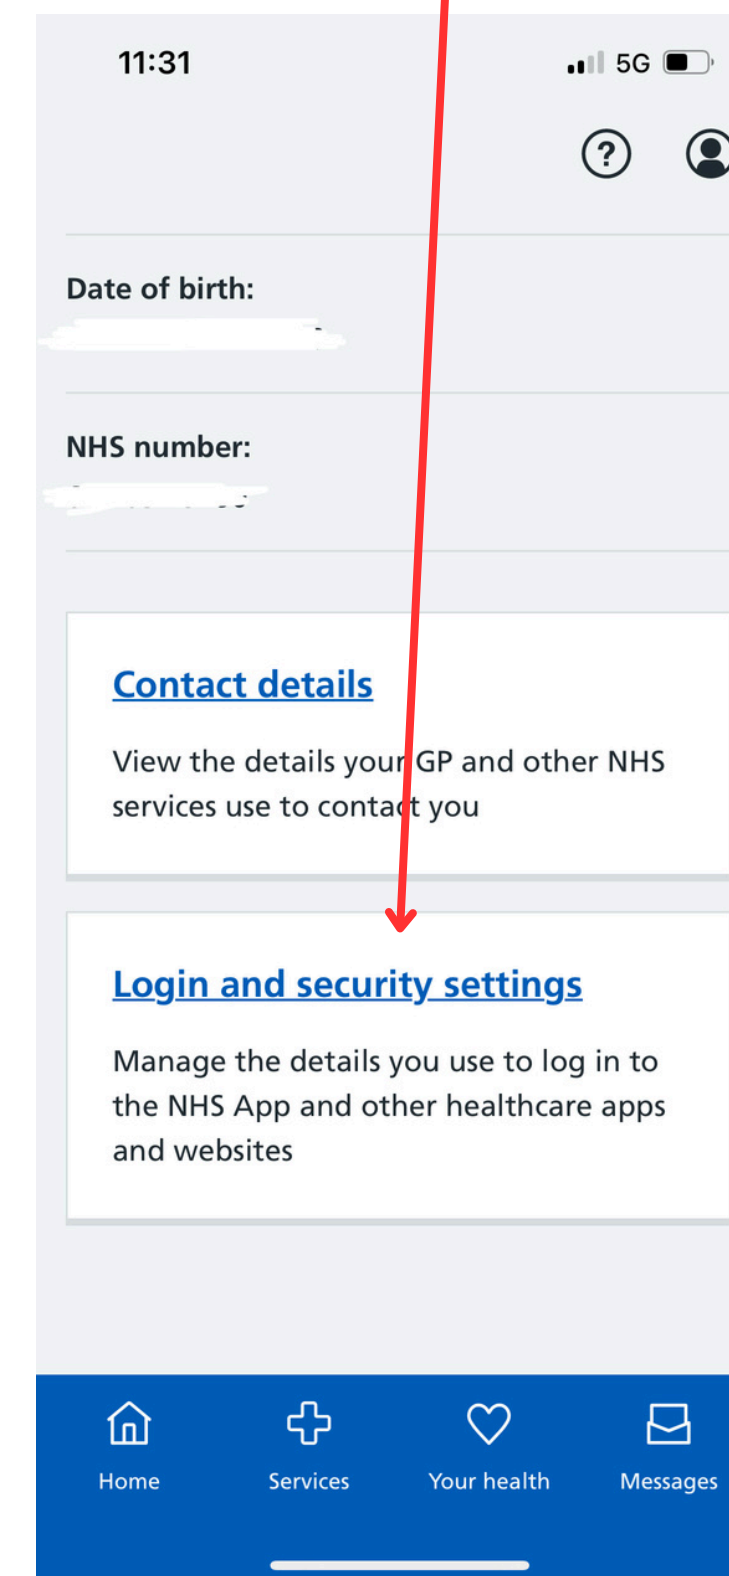 11:31
5G
?
Date of birth:
NHS number:
Contact details
View the details your GP and other NHS
services use to contact you
Login and security settings
Manage the details you use to log in to
the NHS App and other healthcare apps
and websites
Home
Services
Your health
Messages